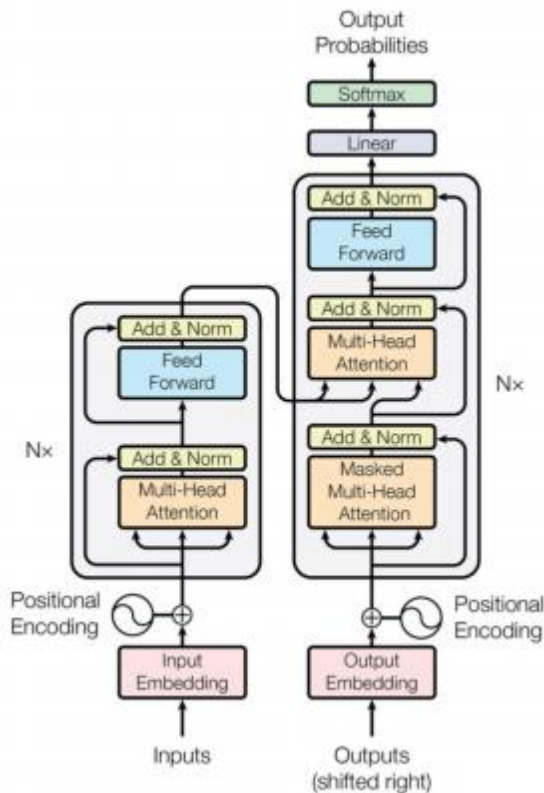 Output
Probabilities
Softmax
Linear
Add & Norm
Feed
Forward
Add & Norm
Multi-Head
Attention
Add & Norm
Masked
Multi-Head
Attention
Nx
Add & Norm
Feed
Forward
Add & Norm
Multi-Head
Attention
Nx
Positional
Encoding
Positional
Encoding
Input
Embedding
Output
Embedding
Inputs
Outputs
(shifted right)